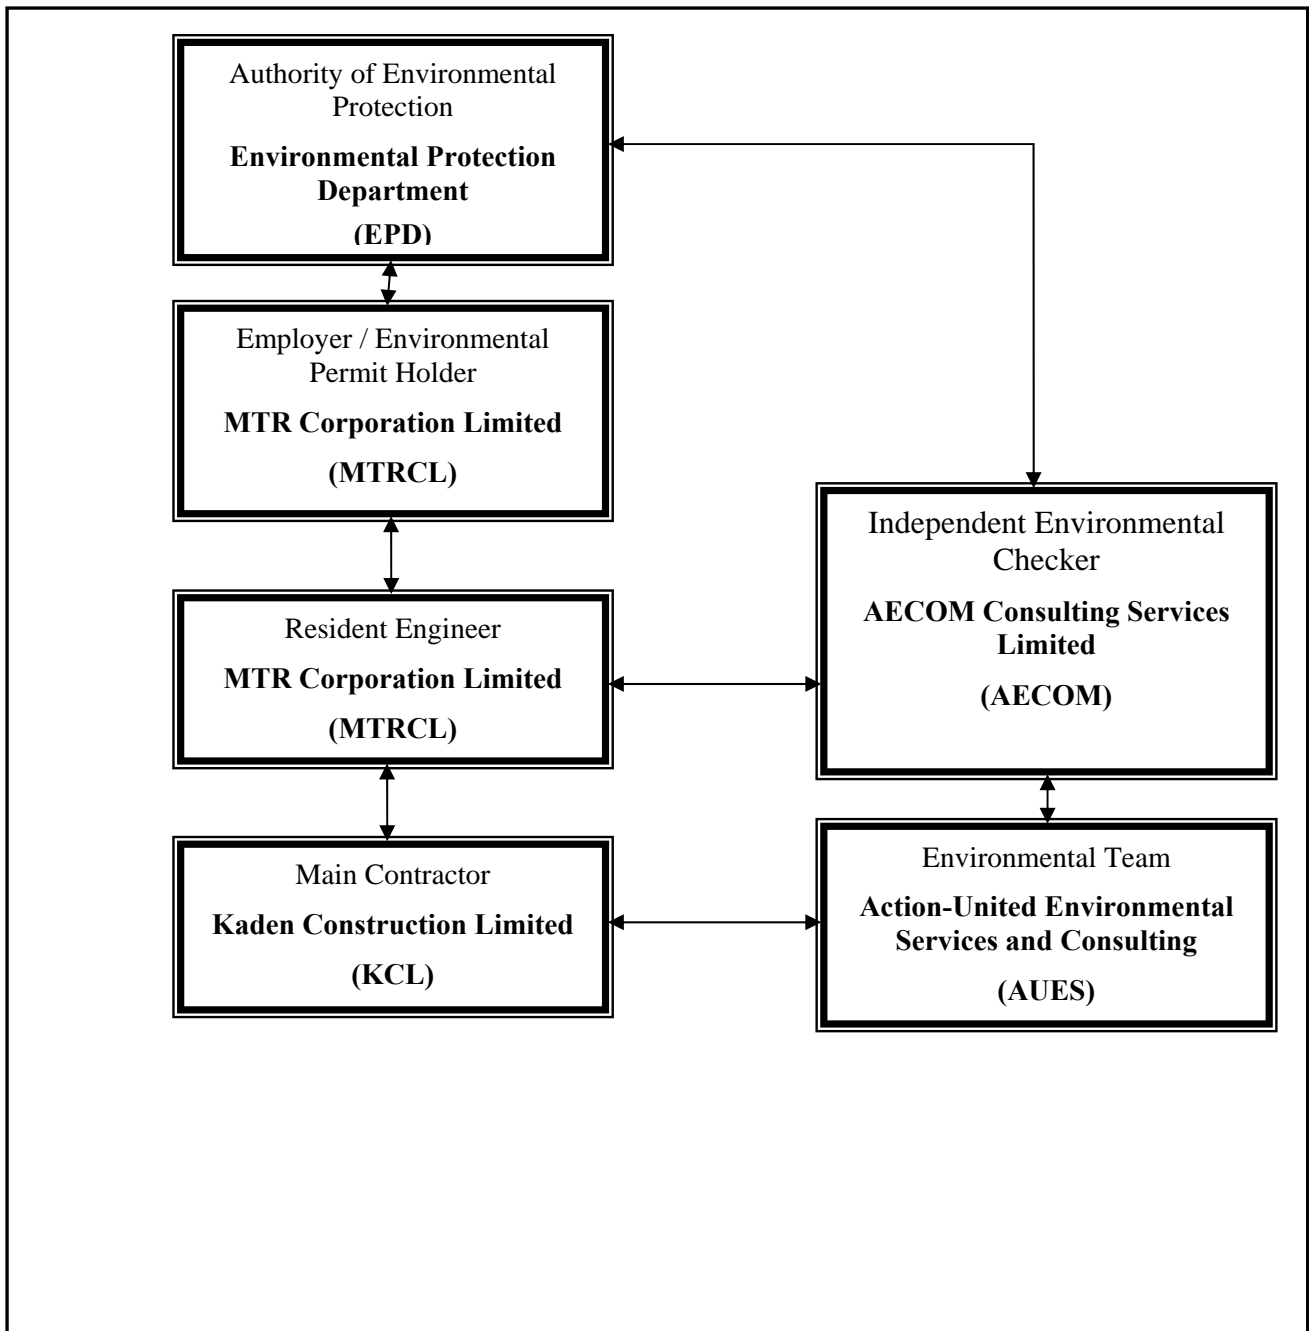 Authority of Environmental
Protection
Environmental Protection
Department
(EPD)
Employer / Environmental
Permit Holder
MTR Corporation Limited
(MTRCL)
Resident Engineer
MTR Corporation Limited
(MTRCL)
Main Contractor
Kaden Construction Limited
(KCL)
Independent Environmental
Checker
AECOM Consulting Services
Limited
(AECOM)
Environmental Team
Action-United Environmental
Services and Consulting
(AUES)